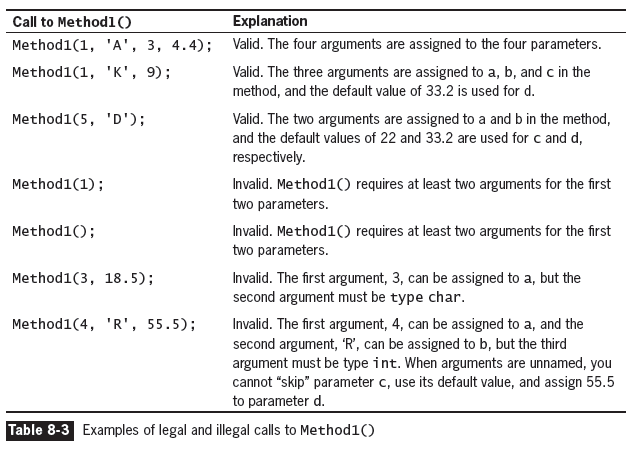 Call to Method1() Explanation
Method1(1, 'A', 3, 4.4); Valid. The four arguments are assigned to the four parameters.
Method1(1, 'K', 9); Valid. The three arguments are assigned to a, b, and c in the
method, and the default value of 33.2 is used for d.
Method1(5, 'D'); Valid. The two arguments are assigned to a and b in the method,
and the default values of 22 and 33.2 are used for c and d,
respectively.
Method1(1); Invalid. Method1() requires at least two arguments for the first
two parameters.
Method1(); Invalid. Method1() requires at least two arguments for the first
two parameters.
Method1(3, 18.5); Invalid. The first argument, 3, can be assigned to a, but the
second argument must be type char.
Method1(4, 'R', 55.5); Invalid. The first argument, 4, can be assigned to a, and the
second argument, ‘R’, can be assigned to b, but the third
argument must be type int. When arguments are unnamed, you
cannot “skip” parameter c, use its default value, and assign 55.5
to parameter d.
Table 8-3 Examples of legal and illegal calls to Method1()